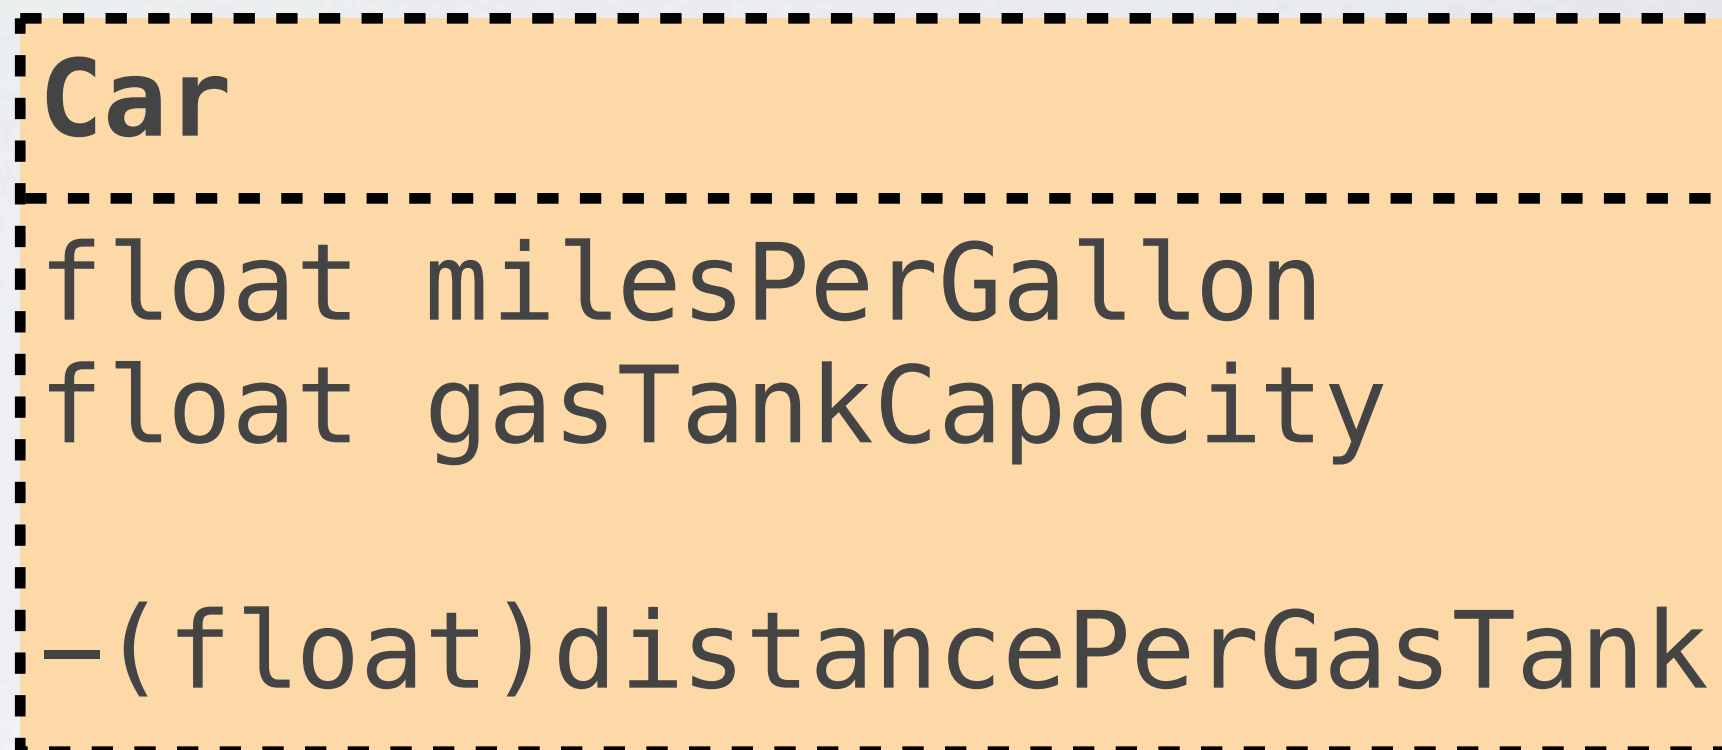 Car
float milesPerGallon
float gasTankCapacity
-(float)distancePerGasTank